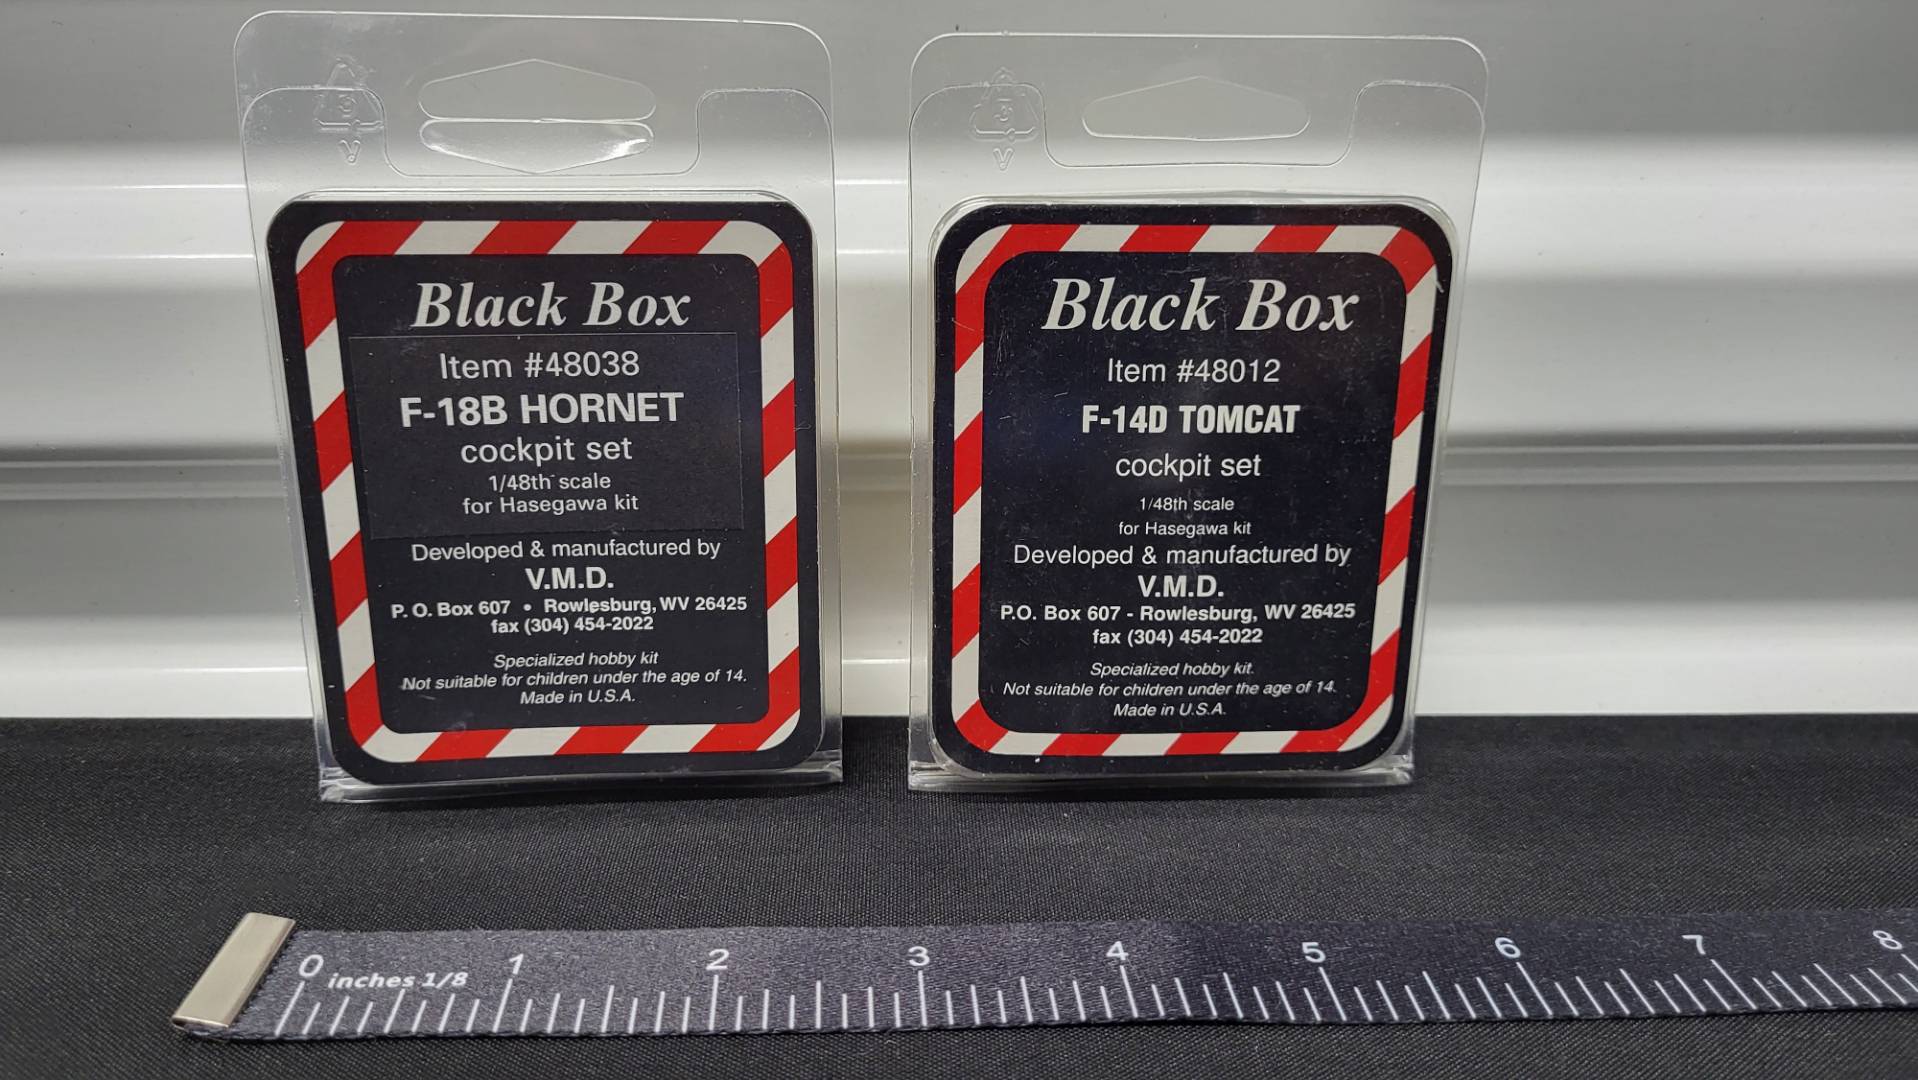 Black Box
Item #48038
F-18B HORNET
cockpit set
1/48th scale
for Hasegawa kit
Developed & manufactured by
V.M.D.
P. O. Box 607 • Rowlesburg, WV 26425
fax (304) 454-2022
Specialized hobby kit
Not suitable for children under the age of 14.
Made in U.S.A.
Black Box
Item #48012
F-14D TOMCAT
cockpit set
1/48th scale
for Hasegawa kit
Developed & manufactured by
V.M.D.
P.O. Box 607 - Rowlesburg, WV 26425
fax (304) 454-2022
Specialized hobby kit.
Not suitable for children under the age of 14.
Made in U.S.A.
0 inches 1/8 1 2 3 4 5 6 7 8